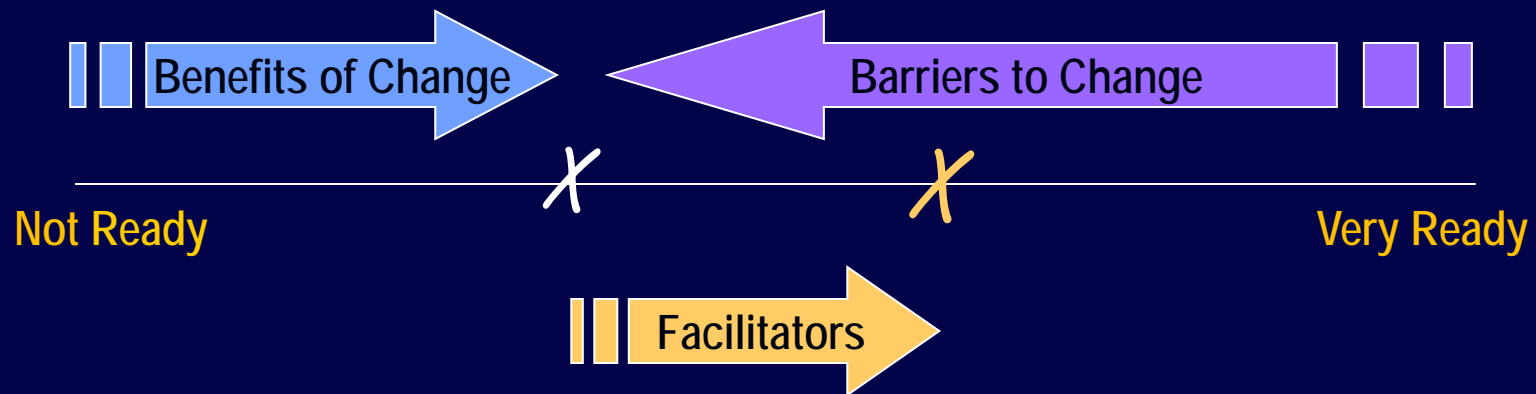 Benefits of Change
Barriers to Change
X
X
Not Ready
Very Ready
Facilitators